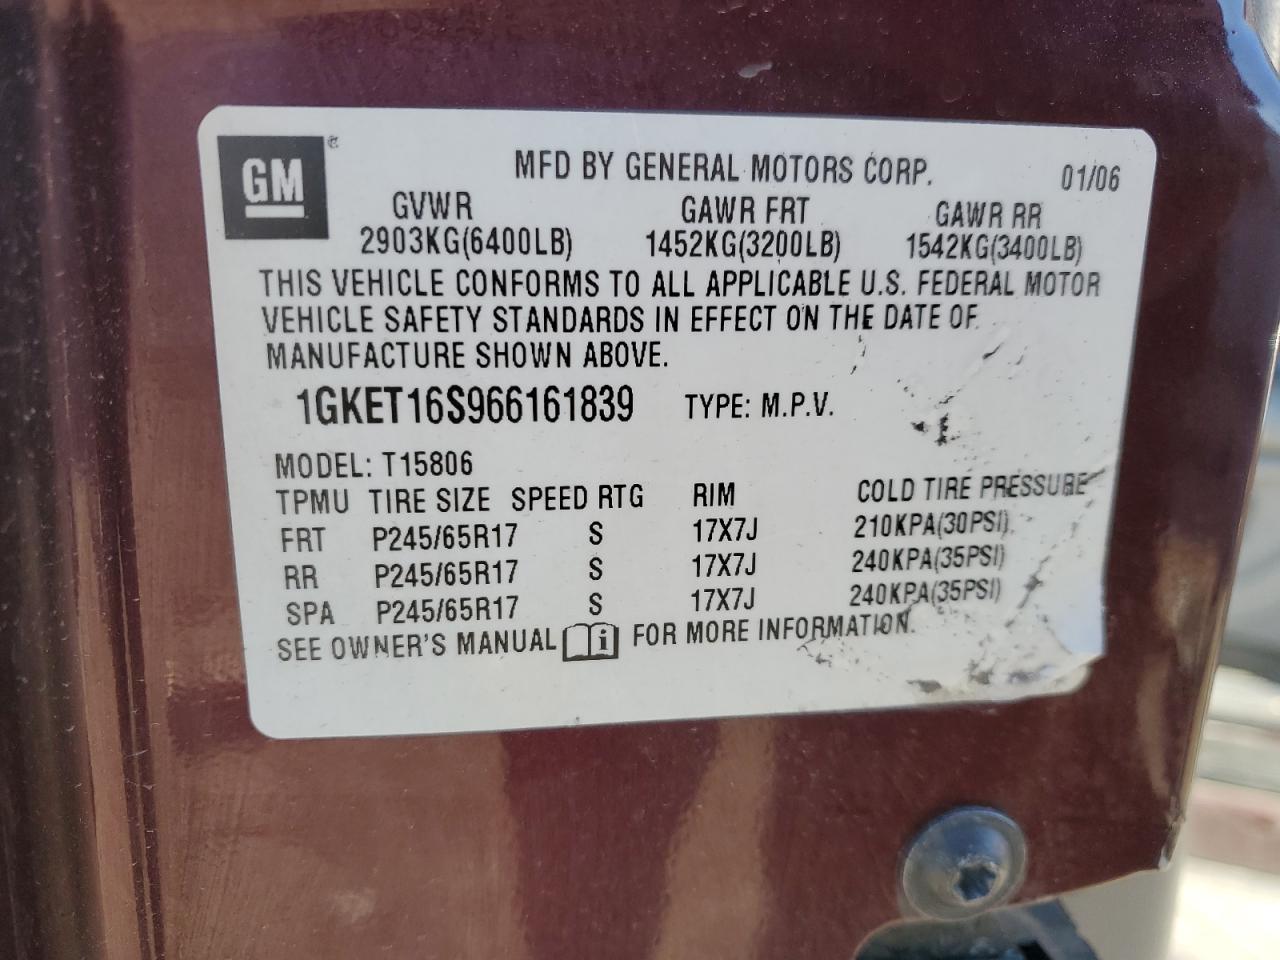 GM ®
MFD BY GENERAL MOTORS CORP. 01/06
GVWR GAWR FRT GAWR RR
2903KG(6400LB) 1452KG(3200LB) 1542KG(3400LB)
THIS VEHICLE CONFORMS TO ALL APPLICABLE U.S. FEDERAL MOTOR
VEHICLE SAFETY STANDARDS IN EFFECT ON THE DATE OF
MANUFACTURE SHOWN ABOVE.
1GKET16S966161839 TYPE: M.P.V.
MODEL: T15806
TPMU TIRE SIZE SPEED RTG RIM COLD TIRE PRESSURE
FRT P245/65R17 S 17X7J 210KPA(30PSI)
RR P245/65R17 S 17X7J 240KPA(35PSI)
SPA P245/65R17 S 17X7J 240KPA(35PSI)
SEE OWNER'S MANUAL i FOR MORE INFORMATION.